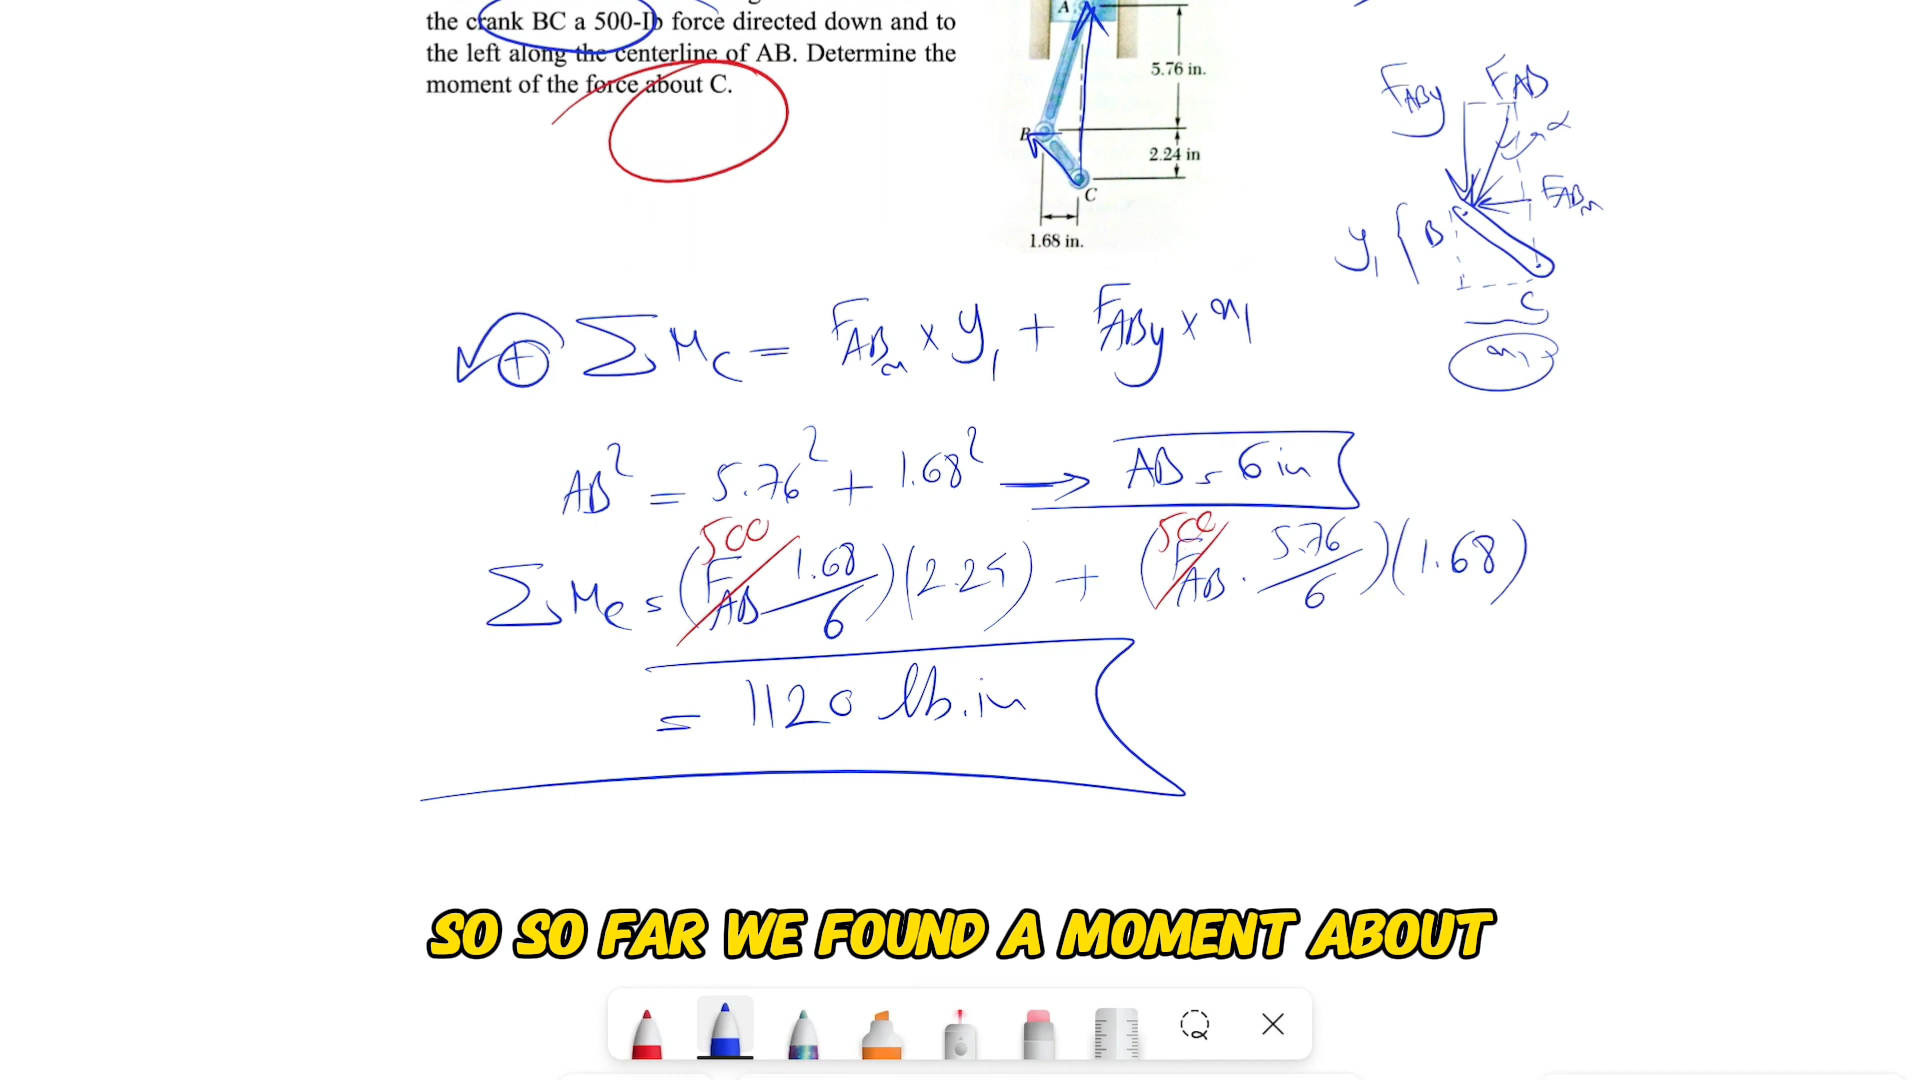 the crank BC a 500-Ib force directed down and to
the left along the centerline of AB. Determine the
moment of the force about C.
A
5.76 in.
B
2.24 in
C
1.68 in.
F_ABy F_AB
α
F_ABx
y₁ { B
C
x₁
+ ΣM_C = F_ABx × y₁ + F_ABy × x₁
AB² = 5.76² + 1.68² → AB = 6 in
500 500
ΣM_C = (F_AB 1.68/6)(2.24) + (F_AB · 5.76/6)(1.68)
= 1120 lb.in
SO SO FAR WE FOUND A MOMENT ABOUT